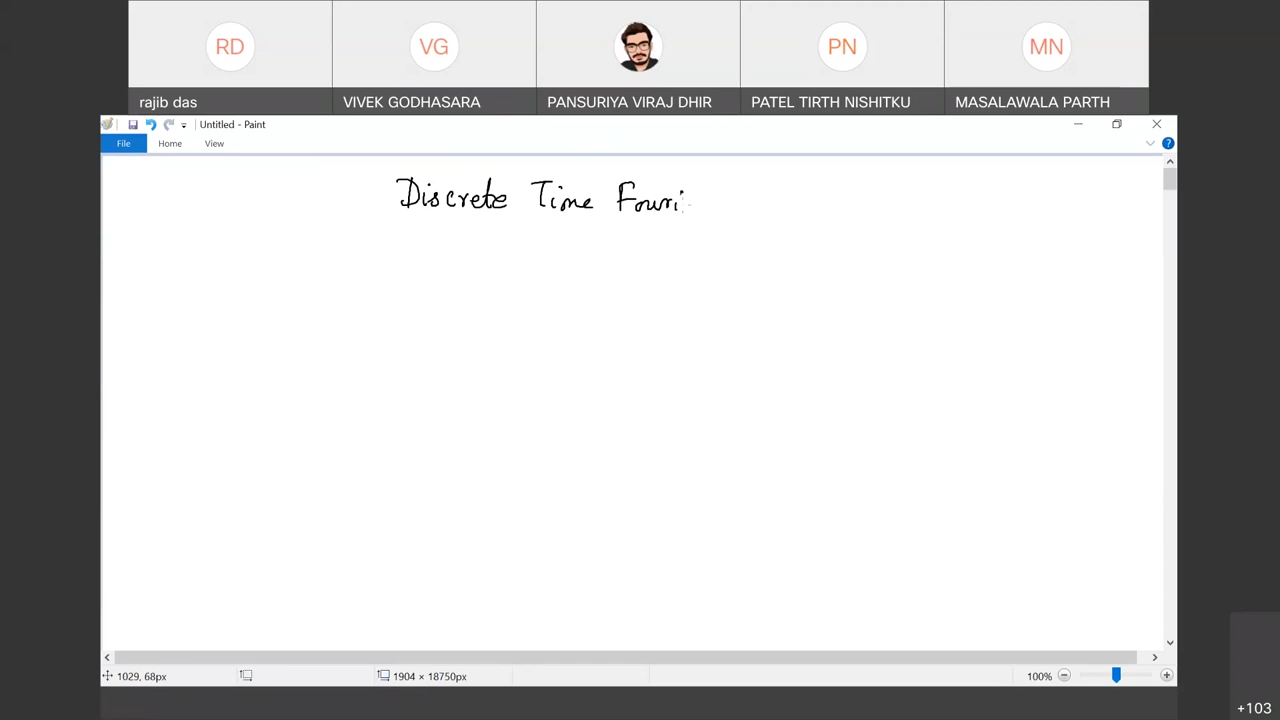 RD VG PN MN
rajib das VIVEK GODHASARA PANSURIYA VIRAJ DHIR PATEL TIRTH NISHITKU MASALAWALA PARTH
Untitled - Paint
File Home View
Discrete Time Fouri
1029, 68px 1904 × 18750px 100%
+103